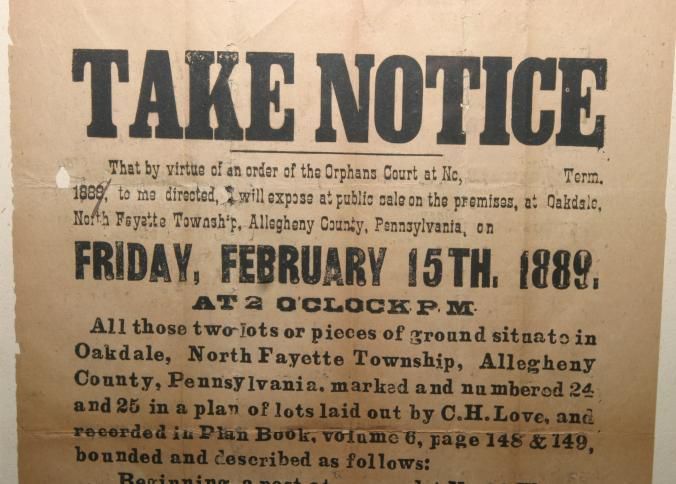 TAKE NOTICE
That by virtue of an order of the Orphans Court at No, Term.
1889, to me directed, I will expose at public sale on the premises, at Oakdale,
North Fayette Township, Allegheny County, Pennsylvania, on
FRIDAY, FEBRUARY 15TH. 1889.
AT 2 O'CLOCK P. M.
All those two lots or pieces of ground situate in
Oakdale, North Fayette Township, Allegheny
County, Pennsylvania. marked and numbered 24
and 25 in a plan of lots laid out by C.H. Love, and
recorded in Plan Book, volume 6, page 148 & 149,
bounded and described as follows:
Beginning, a post at